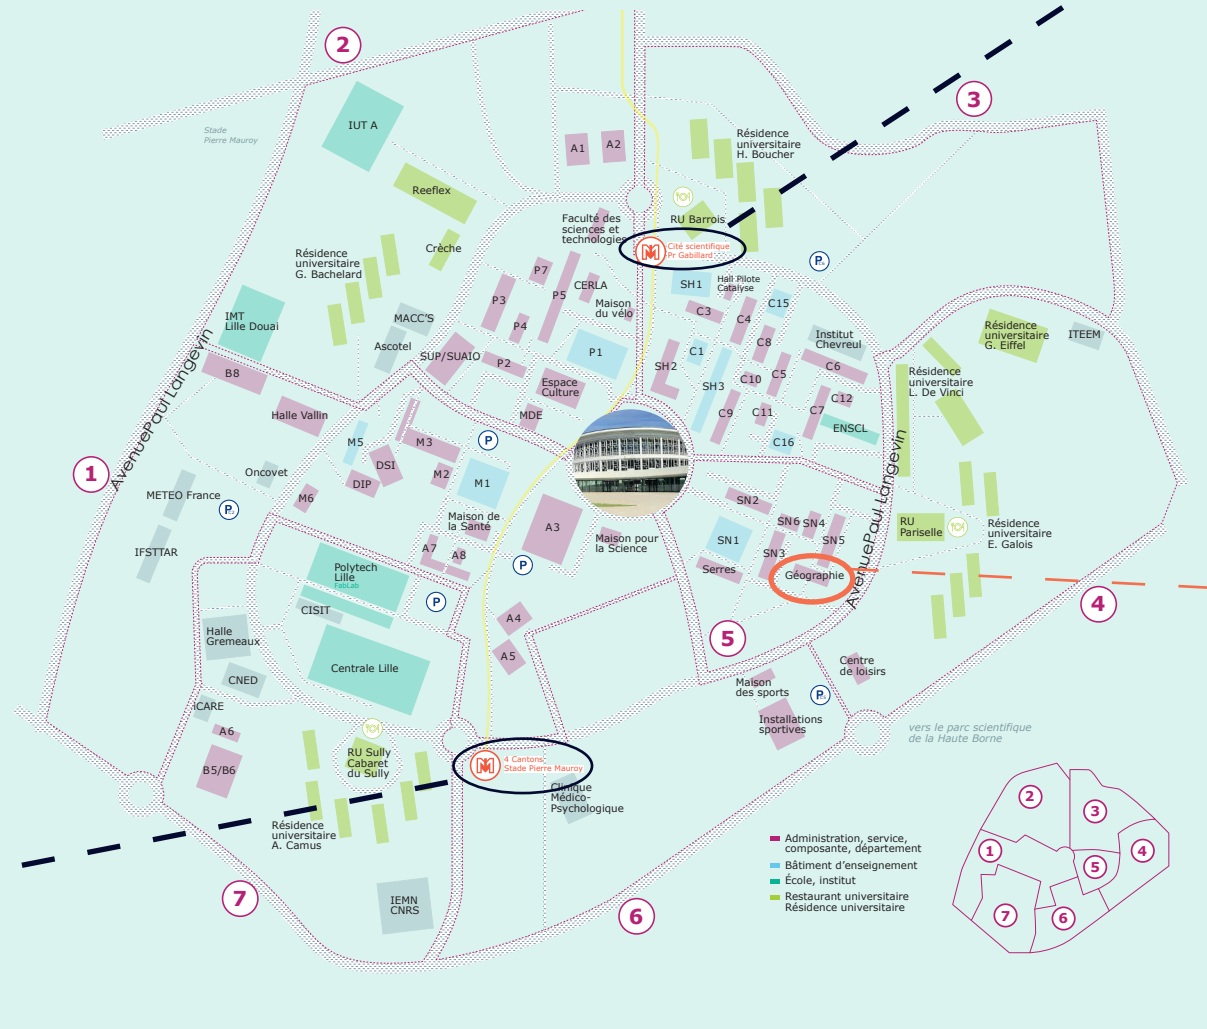 2
3
Stade
Pierre Mauroy
IUT A
A1
A2
Résidence
universitaire
H. Boucher
Reeflex
RU Barrois
Faculté des
sciences et
technologies
Cité scientifique
Pr Gabillard
Crèche
Résidence
universitaire
G. Bachelard
P
P7
CERLA
P3
P5
Maison
du vélo
P4
SH1
Hall Pilote
Catalyse
C15
C3
C4
IMT
Lille Douai
MACC'S
Ascotel
SUP/SUAIO
P2
P1
Espace
Culture
MDE
SH2
C1
C8
SH3
C10
C5
C9
C11
C6
C12
C7
Institut
Chevreul
ENSCL
C16
Résidence
universitaire
G. Eiffel
ITEEM
Résidence
universitaire
L. De Vinci
B8
Halle Vallin
AvenuePaul Langevin
1
M5
M3
DSI
DIP
M2
M1
P
Oncovet
METEO France
M6
P
IFSTTAR
Maison de
la Santé
A7
A8
A3
P
Maison pour
la Science
SN2
SN6
SN4
SN1
SN3
SN5
Serres
Géographie
AvenuePaul Langevin
RU
Pariselle
Résidence
universitaire
E. Galois
4
5
Polytech
Lille
FabLab
CISIT
P
A4
A5
Halle
Gremeaux
CNED
Centrale Lille
iCARE
A6
B5/B6
RU Sully
Cabaret
du Sully
4 Cantons
Stade Pierre Mauroy
Clinique
Médico-
Psychologique
Résidence
universitaire
A. Camus
IEMN
CNRS
7
6
Maison
des sports
P
Centre
de loisirs
Installations
sportives
vers le parc scientifique
de la Haute Borne
Administration, service,
composante, département
Bâtiment d'enseignement
École, institut
Restaurant universitaire
Résidence universitaire
2
3
1
4
5
7
6